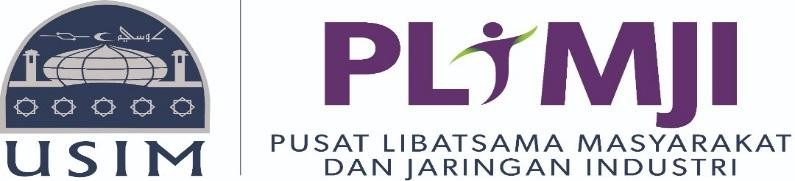 USIM
PLiMJI
PUSAT LIBATSAMA MASYARAKAT
DAN JARINGAN INDUSTRI